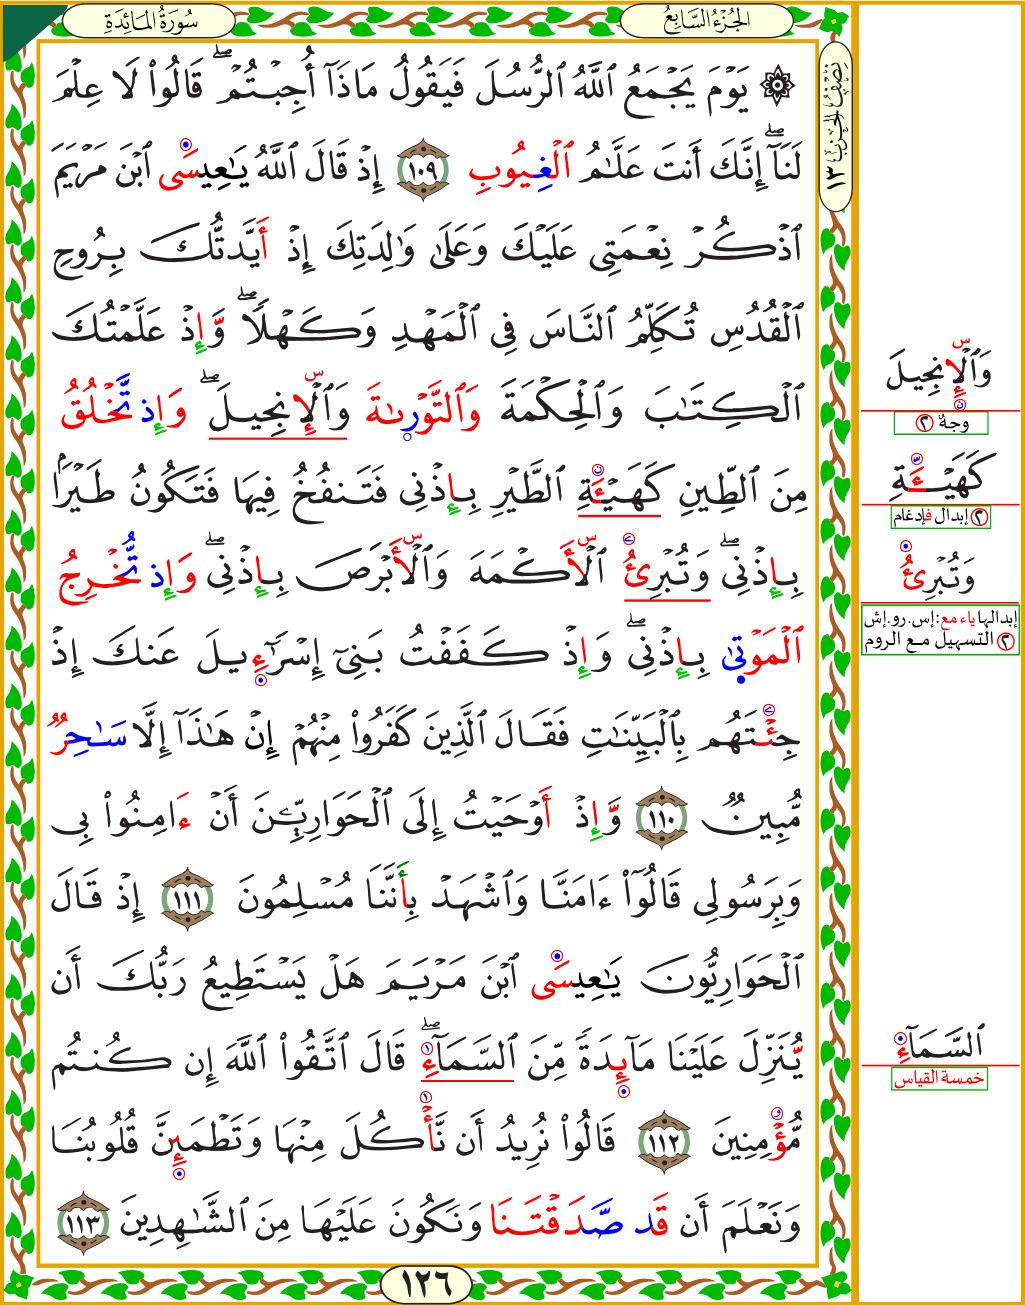 سُورَةُ المَائِدَةِ
الجُزْءُ السَّابِعُ
نِصْفُ الحِزْبِ ١٣
۞ يَوْمَ يَجْمَعُ ٱللَّهُ ٱلرُّسُلَ فَيَقُولُ مَاذَآ أُجِبْتُمْ ۖ قَالُوا۟ لَا عِلْمَ
لَنَآ ۖ إِنَّكَ أَنتَ عَلَّـٰمُ ٱلْغِيُوبِ ١٠٩ إِذْ قَالَ ٱللَّهُ يَـٰعِيسَى ٱبْنَ مَرْيَمَ
ٱذْكُرْ نِعْمَتِى عَلَيْكَ وَعَلَىٰ وَٰلِدَتِكَ إِذْ أَيَّدتُّكَ بِرُوحِ
ٱلْقُدُسِ تُكَلِّمُ ٱلنَّاسَ فِى ٱلْمَهْدِ وَكَهْلًا ۖ وَّإِذْ عَلَّمْتُكَ
ٱلْكِتَـٰبَ وَٱلْحِكْمَةَ وَٱلتَّوْرٮٰةَ وَٱلْإِنجِيلَ ۖ وَإِذ تَّخْلُقُ
مِنَ ٱلطِّينِ كَهَيْـَٔةِ ٱلطَّيْرِ بِإِذْنِى فَتَنفُخُ فِيهَا فَتَكُونُ طَيْرًۢا
بِإِذْنِى ۖ وَتُبْرِئُ ٱلْأَكْمَهَ وَٱلْأَبْرَصَ بِإِذْنِى ۖ وَإِذ تُّخْرِجُ
ٱلْمَوْتَىٰ بِإِذْنِى ۖ وَإِذْ كَفَفْتُ بَنِىٓ إِسْرَٰٓءِيلَ عَنكَ إِذْ
جِئْتَهُم بِٱلْبَيِّنَـٰتِ فَقَالَ ٱلَّذِينَ كَفَرُوا۟ مِنْهُمْ إِنْ هَـٰذَآ إِلَّا سَـٰحِرٌ
مُّبِينٌ ١١٠ وَّإِذْ أَوْحَيْتُ إِلَى ٱلْحَوَارِيِّـۧنَ أَنْ ءَامِنُوا۟ بِى
وَبِرَسُولِى قَالُوٓا۟ ءَامَنَّا وَٱشْهَدْ بِأَنَّنَا مُسْلِمُونَ ١١١ إِذْ قَالَ
ٱلْحَوَارِيُّونَ يَـٰعِيسَى ٱبْنَ مَرْيَمَ هَلْ يَسْتَطِيعُ رَبُّكَ أَن
يُّنَزِّلَ عَلَيْنَا مَآئِدَةً مِّنَ ٱلسَّمَآءِ ۖ قَالَ ٱتَّقُوا۟ ٱللَّهَ إِن كُنتُم
مُّؤْمِنِينَ ١١٢ قَالُوا۟ نُرِيدُ أَن نَّأْكُلَ مِنْهَا وَتَطْمَئِنَّ قُلُوبُنَا
وَنَعْلَمَ أَن قَد صَّدَقْتَنَا وَنَكُونَ عَلَيْهَا مِنَ ٱلشَّـٰهِدِينَ ١١٣
١٢٦
وَٱلْإِنجِيلَ
٢ وجهٌ
كَهَيْـَٔةِ
٢ إبدال فإدغام
وَتُبْرِئُ
إبدالها ياء مع: إس. رو. إش
٢ التسهيل مع الروم
ٱلسَّمَآءِ
خمسة القياس